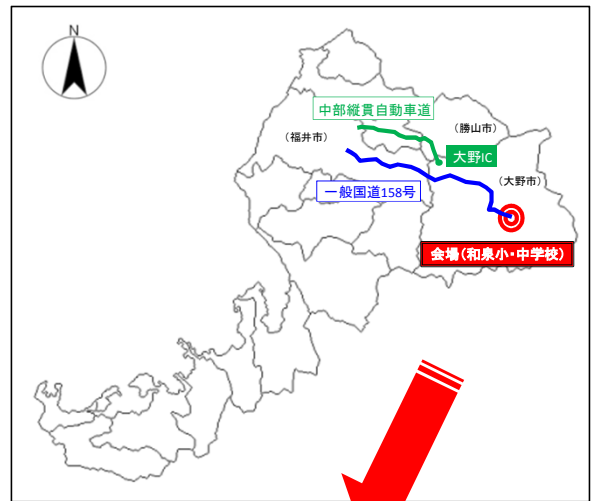 N
中部縦貫自動車道
（勝山市）
（福井市）
大野IC
（大野市）
一般国道158号
会場（和泉小・中学校）